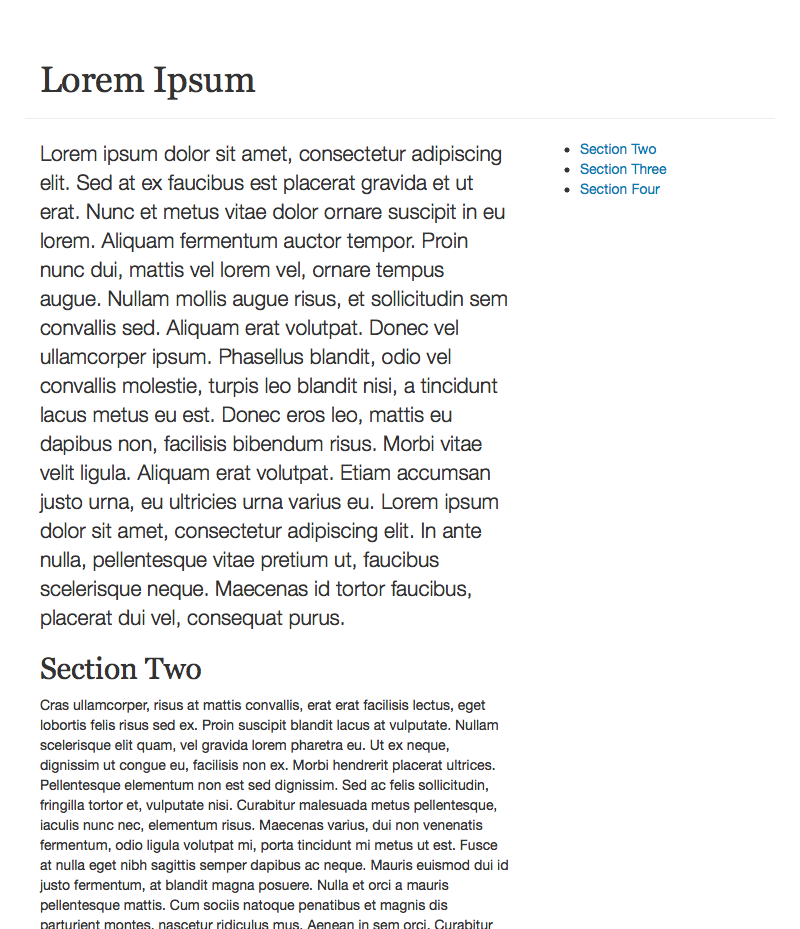 Lorem Ipsum
Lorem ipsum dolor sit amet, consectetur adipiscing
elit. Sed at ex faucibus est placerat gravida et ut
erat. Nunc et metus vitae dolor ornare suscipit in eu
lorem. Aliquam fermentum auctor tempor. Proin
nunc dui, mattis vel lorem vel, ornare tempus
augue. Nullam mollis augue risus, et sollicitudin sem
convallis sed. Aliquam erat volutpat. Donec vel
ullamcorper ipsum. Phasellus blandit, odio vel
convallis molestie, turpis leo blandit nisi, a tincidunt
lacus metus eu est. Donec eros leo, mattis eu
dapibus non, facilisis bibendum risus. Morbi vitae
velit ligula. Aliquam erat volutpat. Etiam accumsan
justo urna, eu ultricies urna varius eu. Lorem ipsum
dolor sit amet, consectetur adipiscing elit. In ante
nulla, pellentesque vitae pretium ut, faucibus
scelerisque neque. Maecenas id tortor faucibus,
placerat dui vel, consequat purus.
Section Two
Cras ullamcorper, risus at mattis convallis, erat erat facilisis lectus, eget
lobortis felis risus sed ex. Proin suscipit blandit lacus at vulputate. Nullam
scelerisque elit quam, vel gravida lorem pharetra eu. Ut ex neque,
dignissim ut congue eu, facilisis non ex. Morbi hendrerit placerat ultrices.
Pellentesque elementum non est sed dignissim. Sed ac felis sollicitudin,
fringilla tortor et, vulputate nisi. Curabitur malesuada metus pellentesque,
iaculis nunc nec, elementum risus. Maecenas varius, dui non venenatis
fermentum, odio ligula volutpat mi, porta tincidunt mi metus ut est. Fusce
at nulla eget nibh sagittis semper dapibus ac neque. Mauris euismod dui id
justo fermentum, at blandit magna posuere. Nulla et orci a mauris
pellentesque mattis. Cum sociis natoque penatibus et magnis dis
parturient montes, nascetur ridiculus mus. Aenean in sem orci. Curabitur
• Section Two
• Section Three
• Section Four